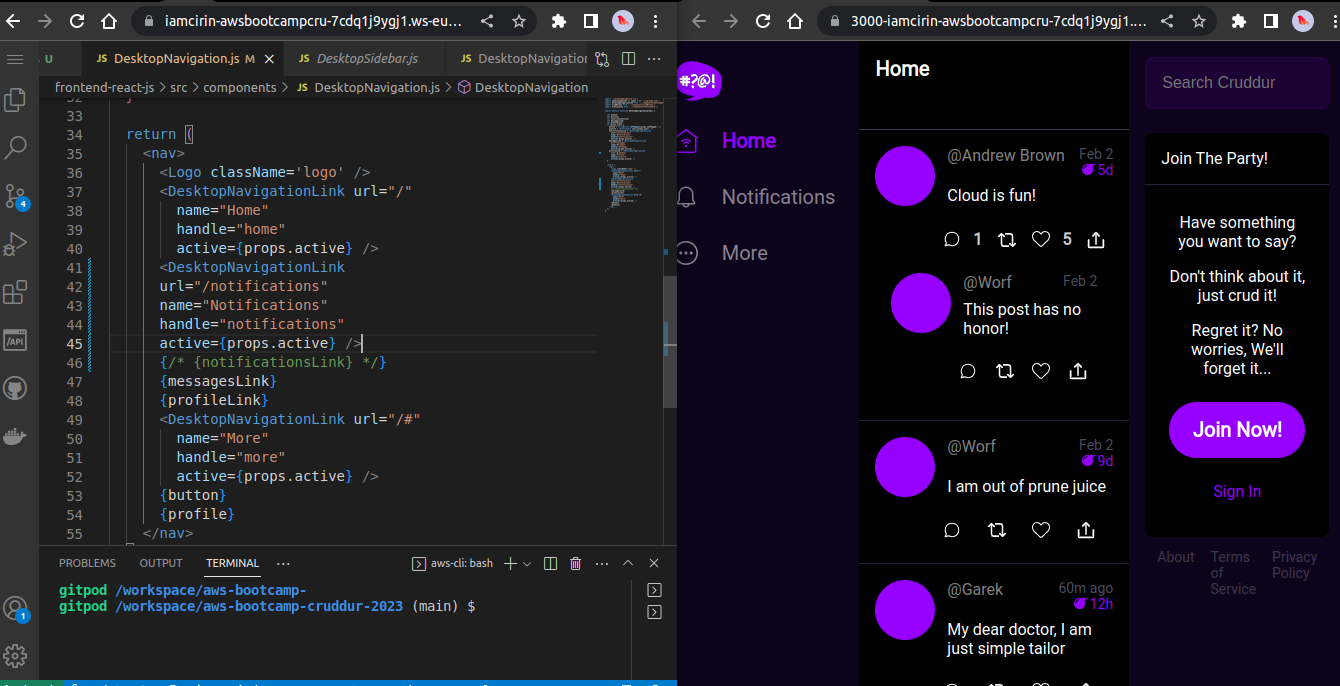 iamcirin-awsbootcampcru-7cdq1j9ygj1.ws-eu...
U
JS DesktopNavigation.js M
JS DesktopSidebar.js
JS DesktopNavigation
frontend-react-js > src > components > JS DesktopNavigation.js > DesktopNavigation
32 }
33
34 return (
35 <nav>
36 <Logo className='logo' />
37 <DesktopNavigationLink url="/"
38 name="Home"
39 handle="home"
40 active={props.active} />
41 <DesktopNavigationLink
42 url="/notifications"
43 name="Notifications"
44 handle="notifications"
45 active={props.active} />
46 {/* {notificationsLink} */}
47 {messagesLink}
48 {profileLink}
49 <DesktopNavigationLink url="/#"
50 name="More"
51 handle="more"
52 active={props.active} />
53 {button}
54 {profile}
55 </nav>
4
/API
1
PROBLEMS OUTPUT TERMINAL ...
aws-cli: bash
gitpod /workspace/aws-bootcamp-
gitpod /workspace/aws-bootcamp-cruddur-2023 (main) $
3000-iamcirin-awsbootcampcru-7cdq1j9ygj1....
#?@!
Home
Notifications
More
Home
@Andrew Brown Feb 2
5d
Cloud is fun!
1 5
@Worf Feb 2
This post has no
honor!
@Worf Feb 2
9d
I am out of prune juice
@Garek 60m ago
12h
My dear doctor, I am
just simple tailor
Search Cruddur
Join The Party!
Have something
you want to say?
Don't think about it,
just crud it!
Regret it? No
worries, We'll
forget it...
Join Now!
Sign In
About
Terms
of
Service
Privacy
Policy